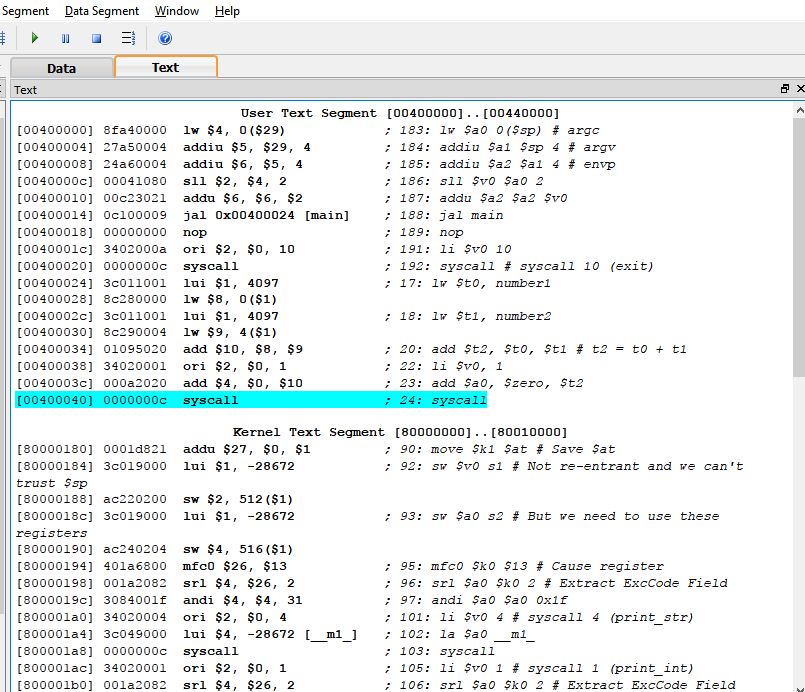 Segment Data Segment Window Help
Data Text
Text
User Text Segment [00400000]..[00440000]
[00400000] 8fa40000 lw $4, 0($29) ; 183: lw $a0 0($sp) # argc
[00400004] 27a50004 addiu $5, $29, 4 ; 184: addiu $a1 $sp 4 # argv
[00400008] 24a60004 addiu $6, $5, 4 ; 185: addiu $a2 $a1 4 # envp
[0040000c] 00041080 sll $2, $4, 2 ; 186: sll $v0 $a0 2
[00400010] 00c23021 addu $6, $6, $2 ; 187: addu $a2 $a2 $v0
[00400014] 0c100009 jal 0x00400024 [main] ; 188: jal main
[00400018] 00000000 nop ; 189: nop
[0040001c] 3402000a ori $2, $0, 10 ; 191: li $v0 10
[00400020] 0000000c syscall ; 192: syscall # syscall 10 (exit)
[00400024] 3c011001 lui $1, 4097 ; 17: lw $t0, number1
[00400028] 8c280000 lw $8, 0($1)
[0040002c] 3c011001 lui $1, 4097 ; 18: lw $t1, number2
[00400030] 8c290004 lw $9, 4($1)
[00400034] 01095020 add $10, $8, $9 ; 20: add $t2, $t0, $t1 # t2 = t0 + t1
[00400038] 34020001 ori $2, $0, 1 ; 22: li $v0, 1
[0040003c] 000a2020 add $4, $0, $10 ; 23: add $a0, $zero, $t2
[00400040] 0000000c syscall ; 24: syscall
Kernel Text Segment [80000000]..[80010000]
[80000180] 0001d821 addu $27, $0, $1 ; 90: move $k1 $at # Save $at
[80000184] 3c019000 lui $1, -28672 ; 92: sw $v0 s1 # Not re-entrant and we can't
trust $sp
[80000188] ac220200 sw $2, 512($1)
[8000018c] 3c019000 lui $1, -28672 ; 93: sw $a0 s2 # But we need to use these
registers
[80000190] ac240204 sw $4, 516($1)
[80000194] 401a6800 mfc0 $26, $13 ; 95: mfc0 $k0 $13 # Cause register
[80000198] 001a2082 srl $4, $26, 2 ; 96: srl $a0 $k0 2 # Extract ExcCode Field
[8000019c] 3084001f andi $4, $4, 31 ; 97: andi $a0 $a0 0x1f
[800001a0] 34020004 ori $2, $0, 4 ; 101: li $v0 4 # syscall 4 (print_str)
[800001a4] 3c049000 lui $4, -28672 [__m1_] ; 102: la $a0 __m1_
[800001a8] 0000000c syscall ; 103: syscall
[800001ac] 34020001 ori $2, $0, 1 ; 105: li $v0 1 # syscall 1 (print_int)
[800001b0] 001a2082 srl $4, $26, 2 ; 106: srl $a0 $k0 2 # Extract ExcCode Field